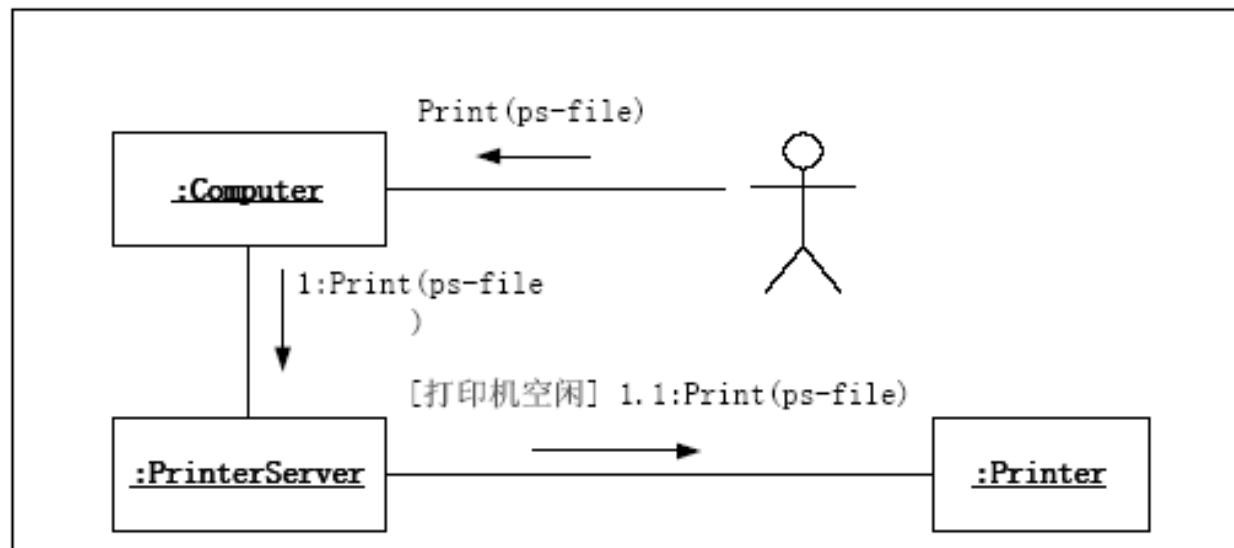 Print(ps-file)
:Computer
1:Print(ps-file
)
[打印机空闲] 1.1:Print(ps-file)
:PrinterServer
:Printer